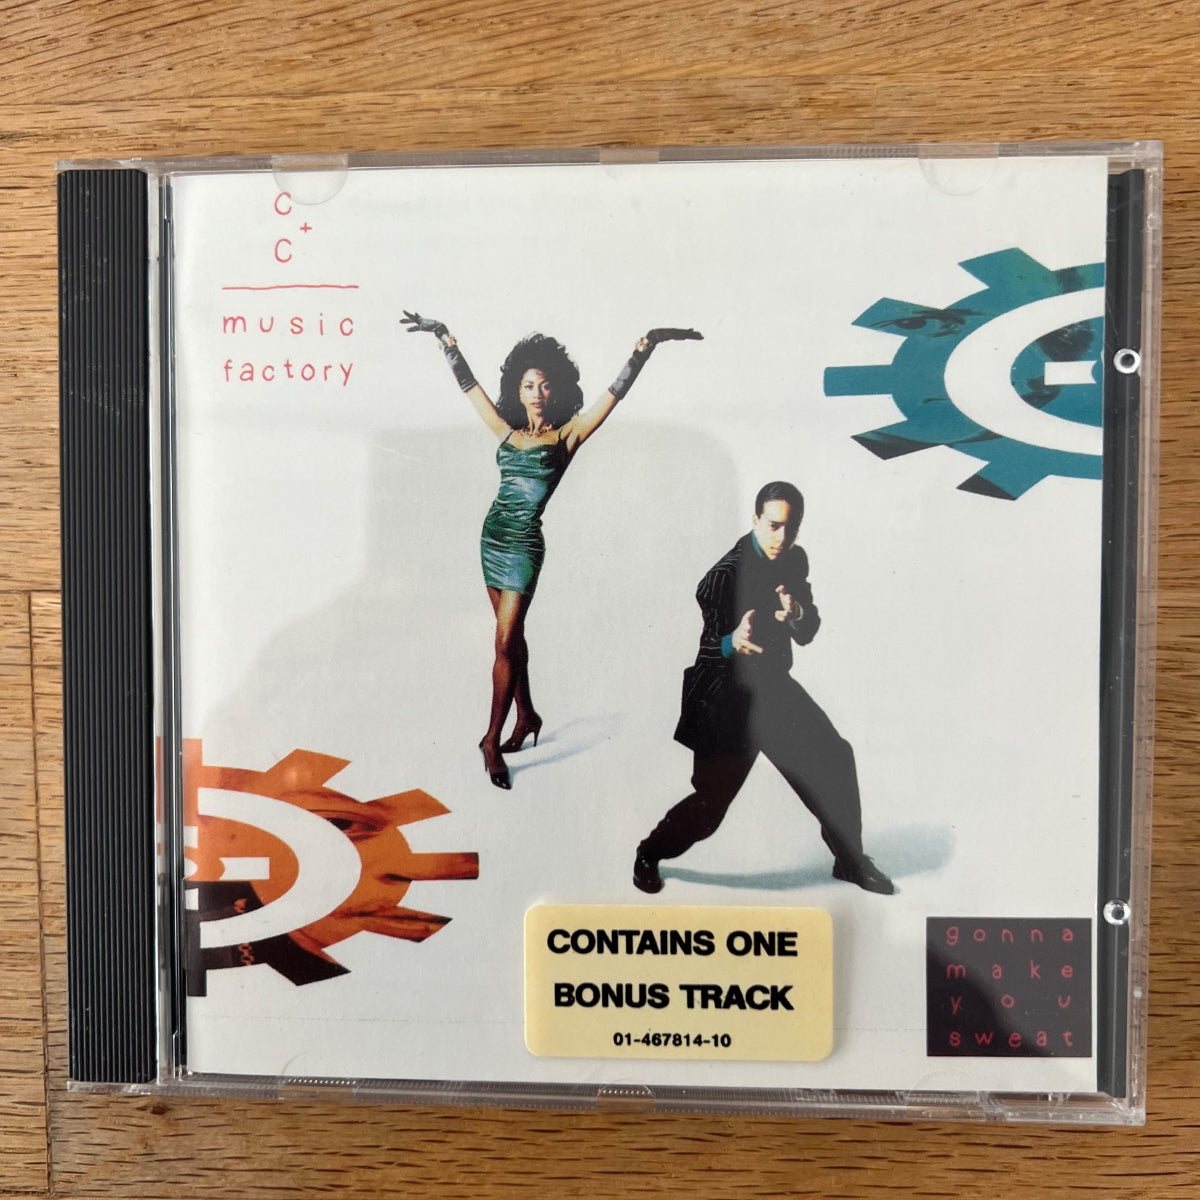 C
+
C
music
factory
CONTAINS ONE
BONUS TRACK
01-467814-10
gonna
make
you
sweat